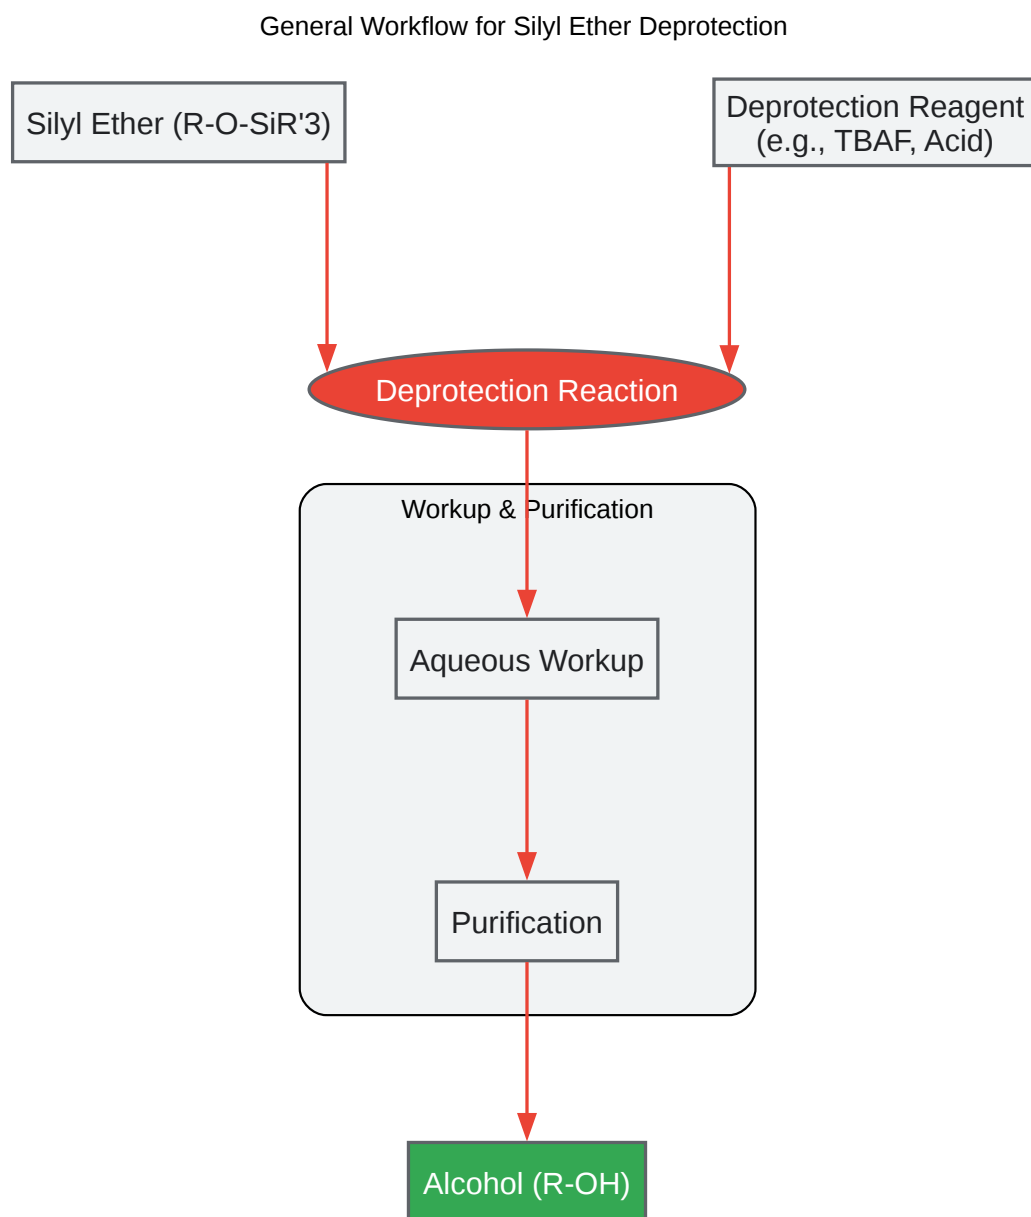 General Workflow for Silyl Ether Deprotection
Silyl Ether (R-O-SiR'3)
Deprotection Reagent
(e.g., TBAF, Acid)
Deprotection Reaction
Workup & Purification
Aqueous Workup
Purification
Alcohol (R-OH)